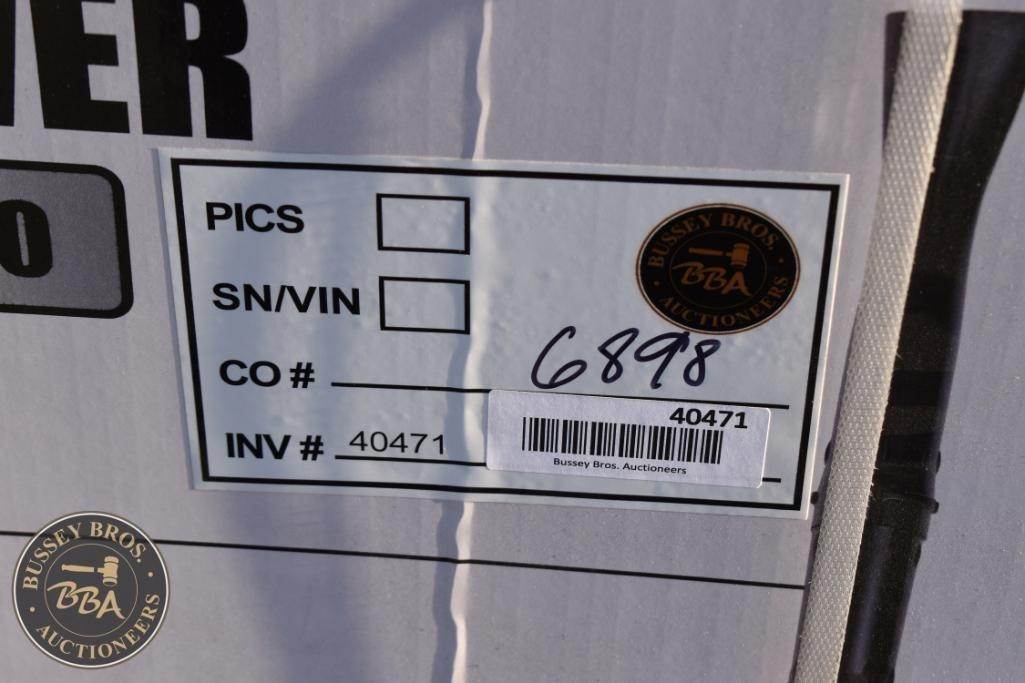 VER
0
PICS
SN/VIN
CO # 6898
INV # 40471
BUSSEY BROS.
BBA
AUCTIONEERS
40471
Bussey Bros. Auctioneers
BUSSEY BROS.
BBA
AUCTIONEERS